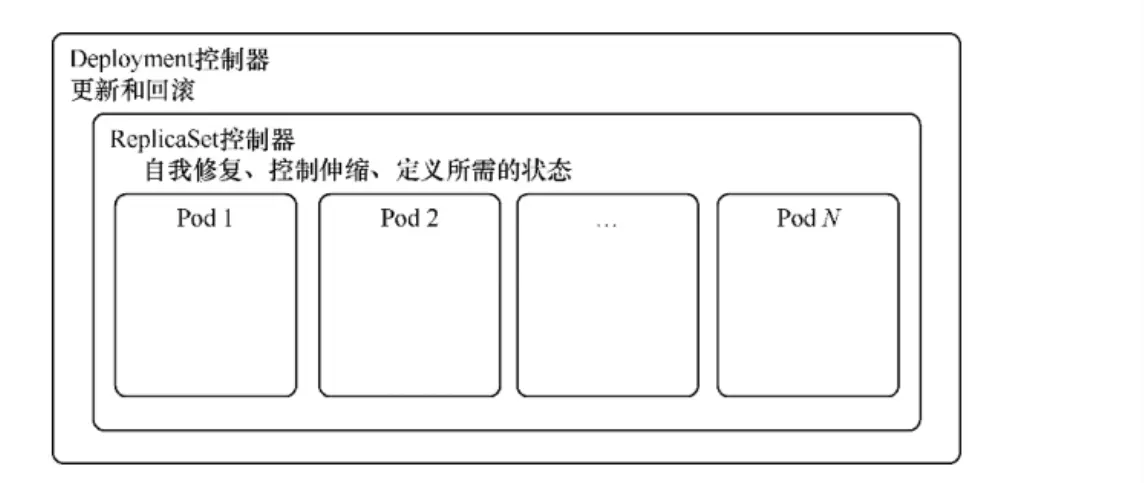 Deployment控制器
更新和回滚
ReplicaSet控制器
自我修复、控制伸缩、定义所需的状态
Pod 1
Pod 2
…
Pod N